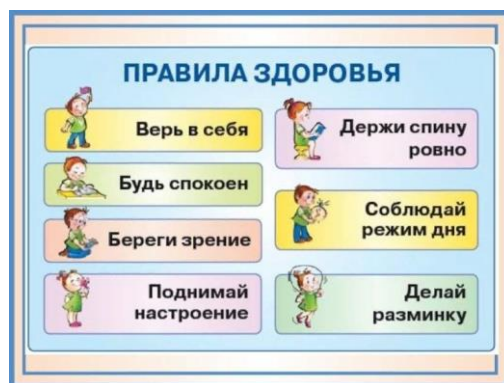 ПРАВИЛА ЗДОРОВЬЯ
Верь в себя
Будь спокоен
Береги зрение
Поднимай
настроение
Держи спину
ровно
Соблюдай
режим дня
Делай
разминку